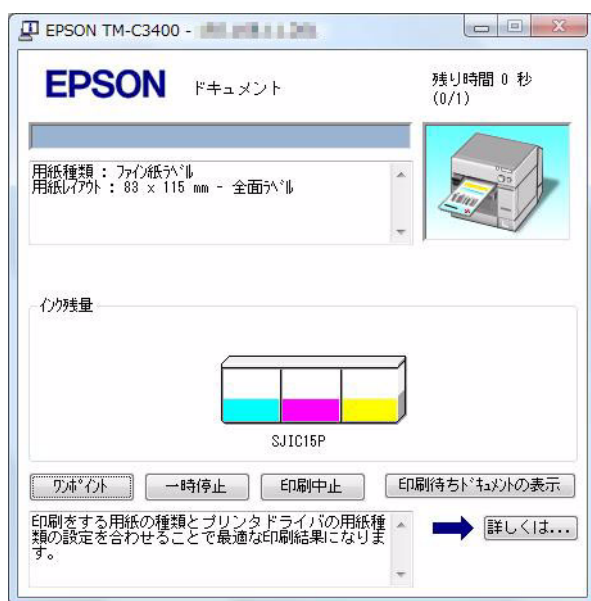 EPSON TM-C3400 -
EPSON ドキュメント
残り時間 0 秒
(0/1)
用紙種類 : ファイン紙ラベル
用紙レイアウト : 83 x 115 mm - 全面ラベル
インク残量
SJIC15P
ワンポイント 一時停止 印刷中止 印刷待ちドキュメントの表示
印刷をする用紙の種類とプリンタドライバの用紙種
類の設定を合わせることで最適な印刷結果になりま
す。
詳しくは...